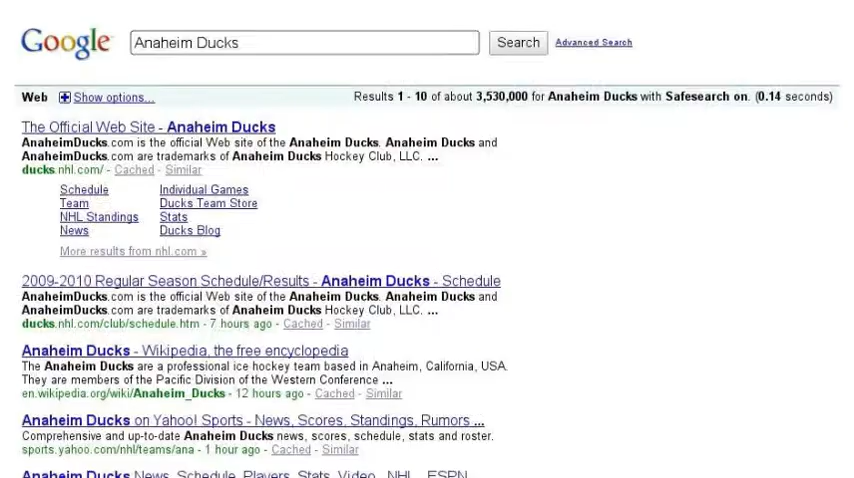 Google Anaheim Ducks Search Advanced Search
Web Show options... Results 1 - 10 of about 3,530,000 for Anaheim Ducks with Safesearch on. (0.14 seconds)
The Official Web Site - Anaheim Ducks
AnaheimDucks.com is the official Web site of the Anaheim Ducks. Anaheim Ducks and
AnaheimDucks.com are trademarks of Anaheim Ducks Hockey Club, LLC. ...
ducks.nhl.com/ - Cached - Similar
Schedule Individual Games
Team Ducks Team Store
NHL Standings Stats
News Ducks Blog
More results from nhl.com »
2009-2010 Regular Season Schedule/Results - Anaheim Ducks - Schedule
AnaheimDucks.com is the official Web site of the Anaheim Ducks. Anaheim Ducks and
AnaheimDucks.com are trademarks of Anaheim Ducks Hockey Club, LLC. ...
ducks.nhl.com/club/schedule.htm - 7 hours ago - Cached - Similar
Anaheim Ducks - Wikipedia, the free encyclopedia
The Anaheim Ducks are a professional ice hockey team based in Anaheim, California, USA.
They are members of the Pacific Division of the Western Conference ...
en.wikipedia.org/wiki/Anaheim_Ducks - 12 hours ago - Cached - Similar
Anaheim Ducks on Yahoo! Sports - News, Scores, Standings, Rumors ...
Comprehensive and up-to-date Anaheim Ducks news, scores, schedule, stats and roster.
sports.yahoo.com/nhl/teams/ana - 1 hour ago - Cached - Similar
Anaheim Ducks News, Schedule, Players, Stats, Video - NHL - ESPN